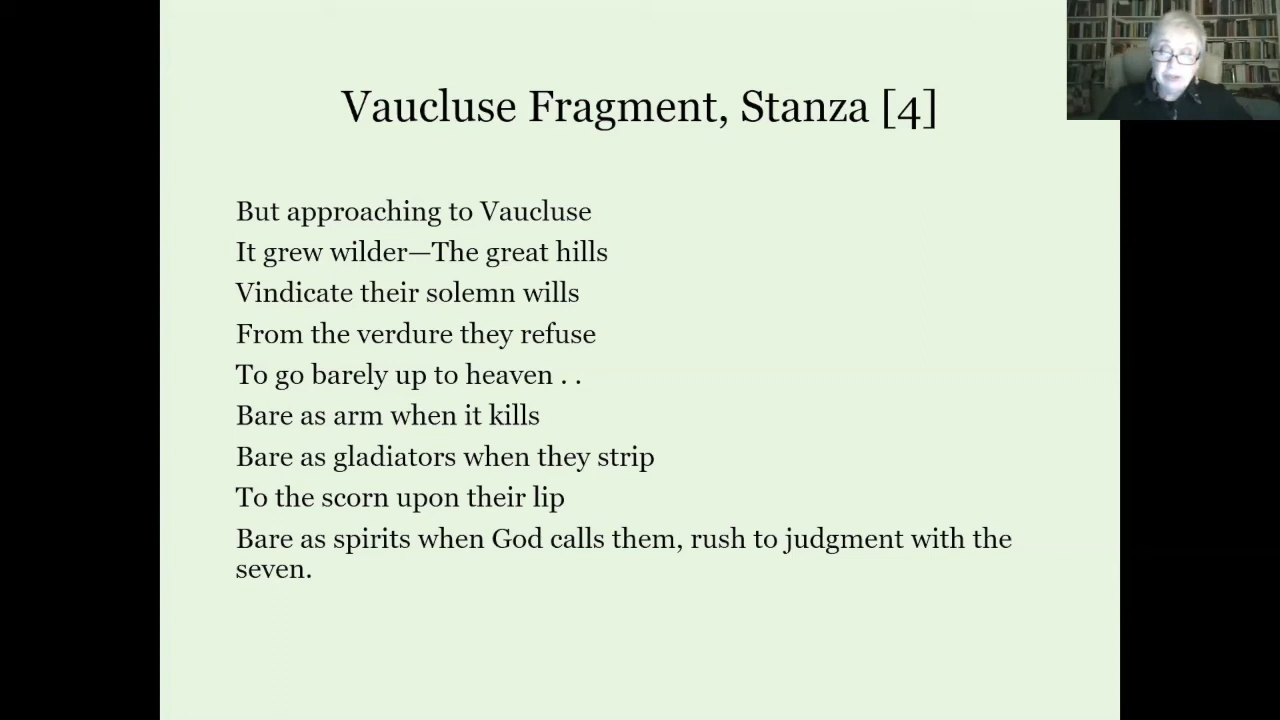 Vaucluse Fragment, Stanza [4]
But approaching to Vaucluse
It grew wilder—The great hills
Vindicate their solemn wills
From the verdure they refuse
To go barely up to heaven . .
Bare as arm when it kills
Bare as gladiators when they strip
To the scorn upon their lip
Bare as spirits when God calls them, rush to judgment with the
seven.